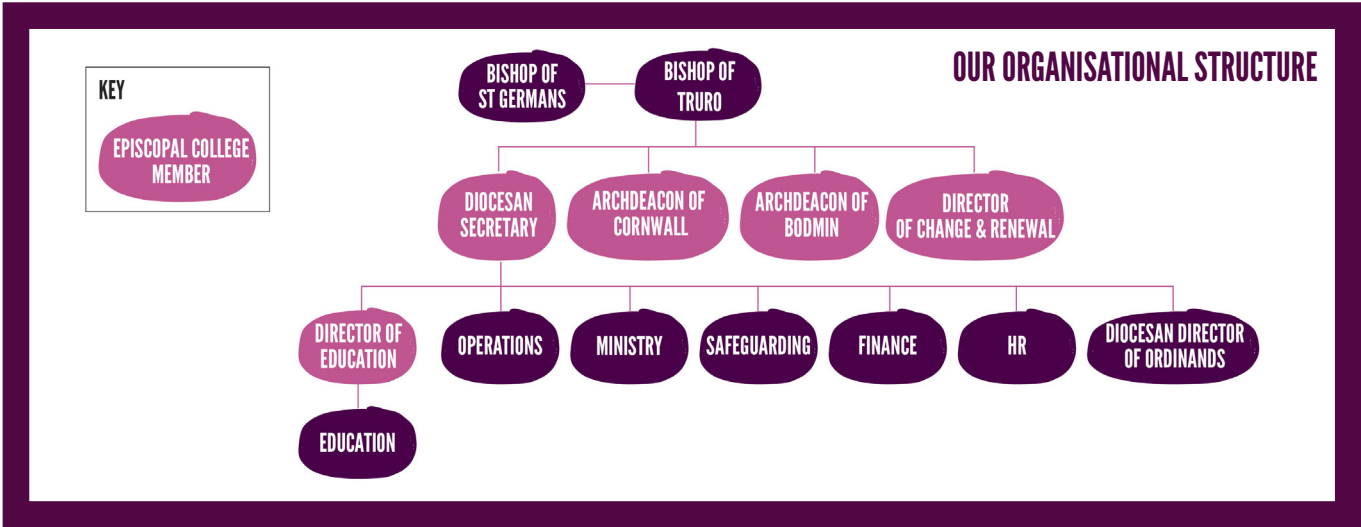 OUR ORGANISATIONAL STRUCTURE
KEY
EPISCOPAL COLLEGE
MEMBER
BISHOP OF
ST GERMANS
BISHOP OF
TRURO
DIOCESAN
SECRETARY
ARCHDEACON OF
CORNWALL
ARCHDEACON OF
BODMIN
DIRECTOR
OF CHANGE & RENEWAL
DIRECTOR OF
EDUCATION
OPERATIONS
MINISTRY
SAFEGUARDING
FINANCE
HR
DIOCESAN DIRECTOR
OF ORDINANDS
EDUCATION